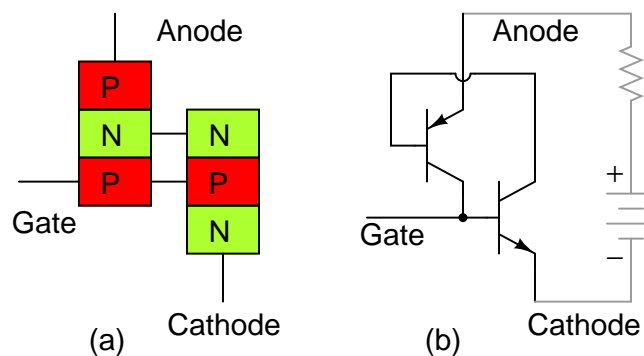 Anode
P
N
N
P
P
N
Gate
Cathode
(a)
Anode
+
−
Gate
Cathode
(b)